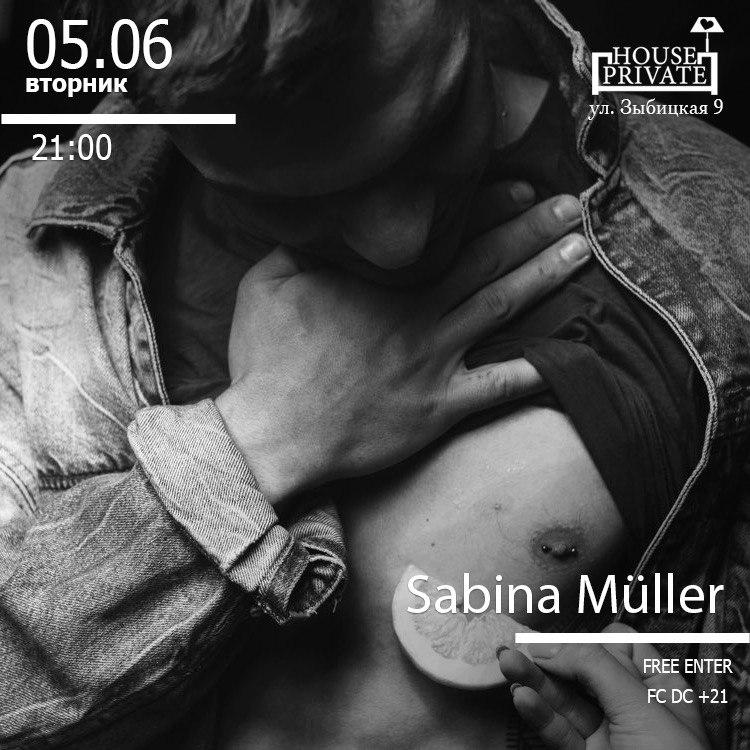 05.06
вторник
21:00
HOUSE
PRIVATE
ул. Зыбицкая 9
Sabina Müller
FREE ENTER
FC DC +21